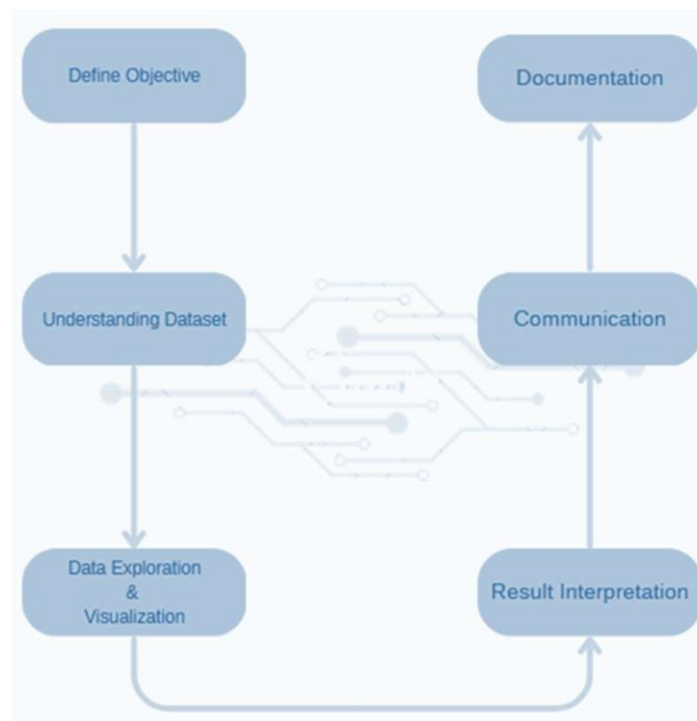 Define Objective
Understanding Dataset
Data Exploration
&
Visualization
Result Interpretation
Communication
Documentation